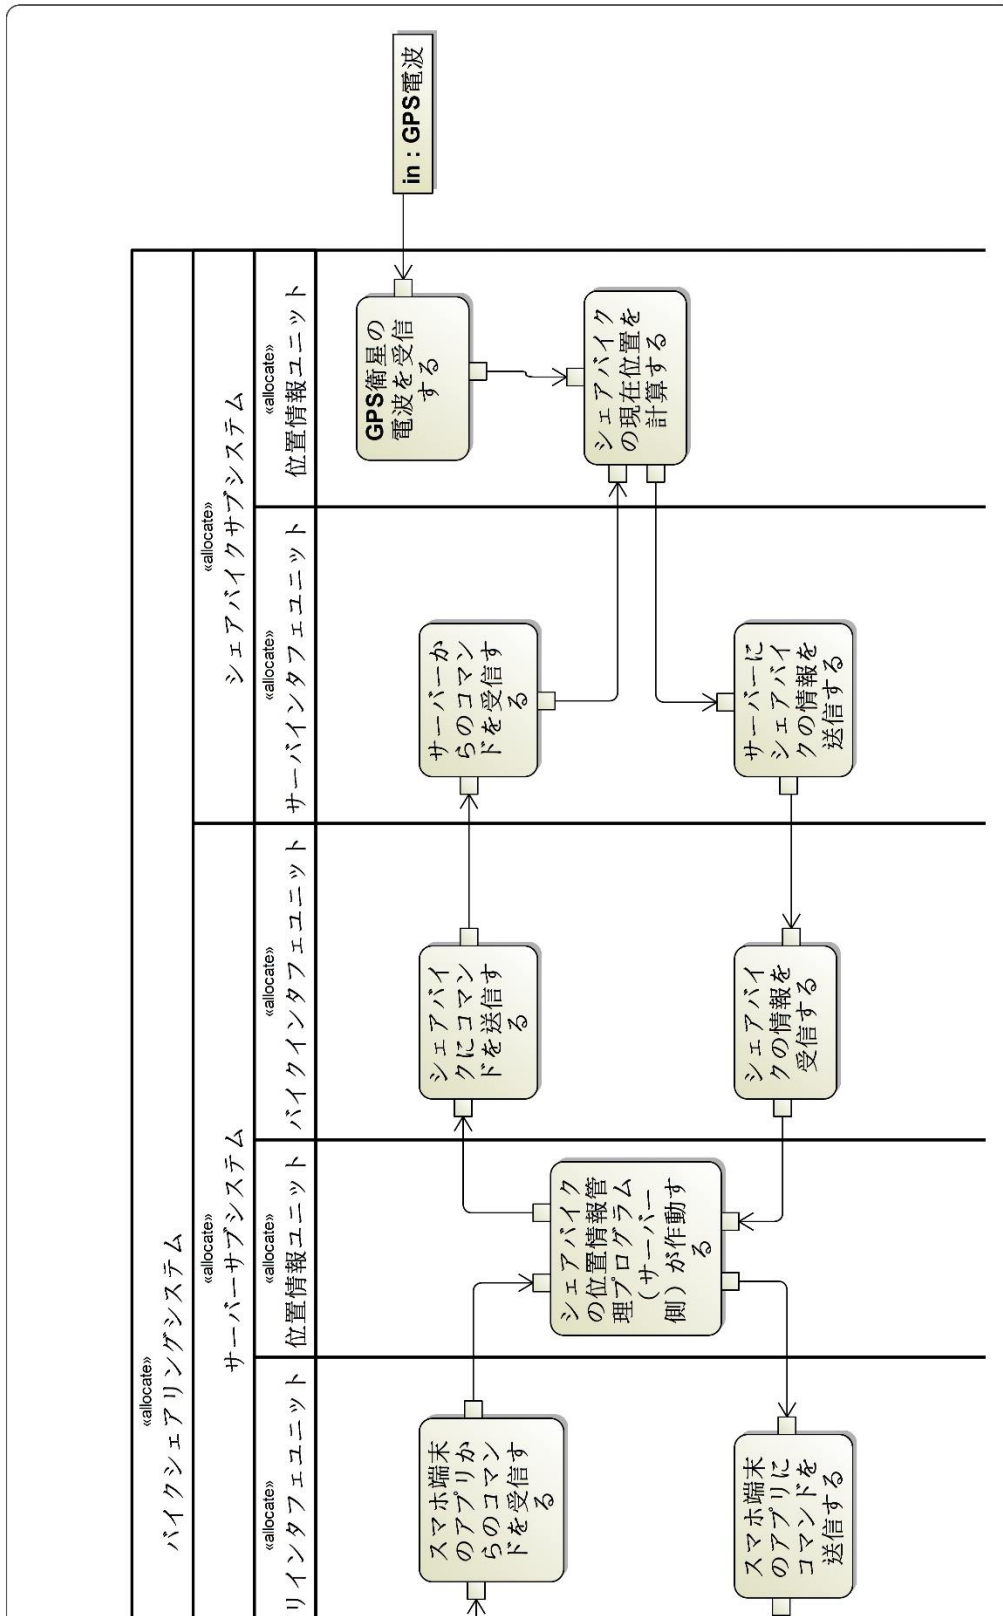 «allocate»
バイクシェアリングシステム
«allocate»
サーバーサブシステム
«allocate»
シェアバイクサブシステム
«allocate»
リインタフェユニット
«allocate»
位置情報ユニット
«allocate»
バイクインタフェユニット
«allocate»
サーバインタフェユニット
«allocate»
位置情報ユニット
in : GPS電波
スマホ端末
のアプリか
らのコマン
ドを受信す
る
シェアバイ
クにコマン
ドを送信す
る
サーバーか
らのコマン
ドを受信す
る
GPS衛星の
電波を受信
する
シェアバイク
の位置情報管
理プログラム
(サーバー
側)が作動す
る
シェアバイク
の現在位置を
計算する
スマホ端末
のアプリに
コマンドを
送信する
シェアバイ
クの情報を
受信する
サーバーに
シェアバイ
クの情報を
送信する